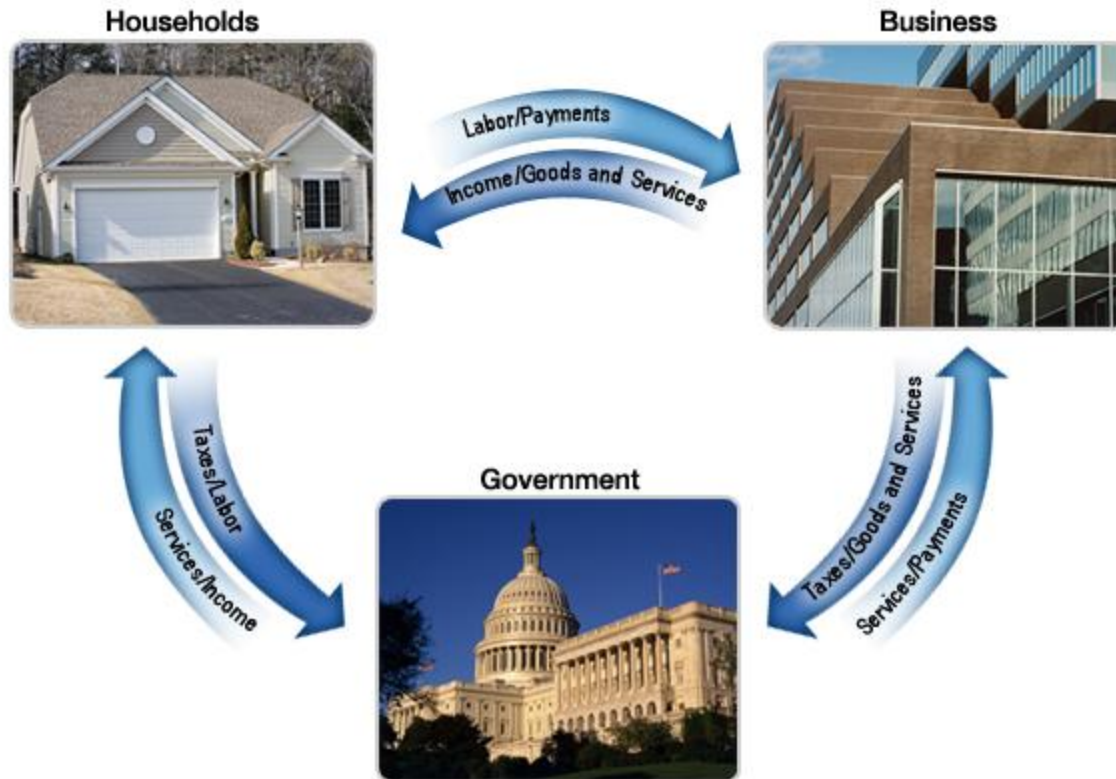 Households
Business
Labor/Payments
Income/Goods and Services
Taxes/Labor
Services/Income
Government
Taxes/Goods and Services
Services/Payments